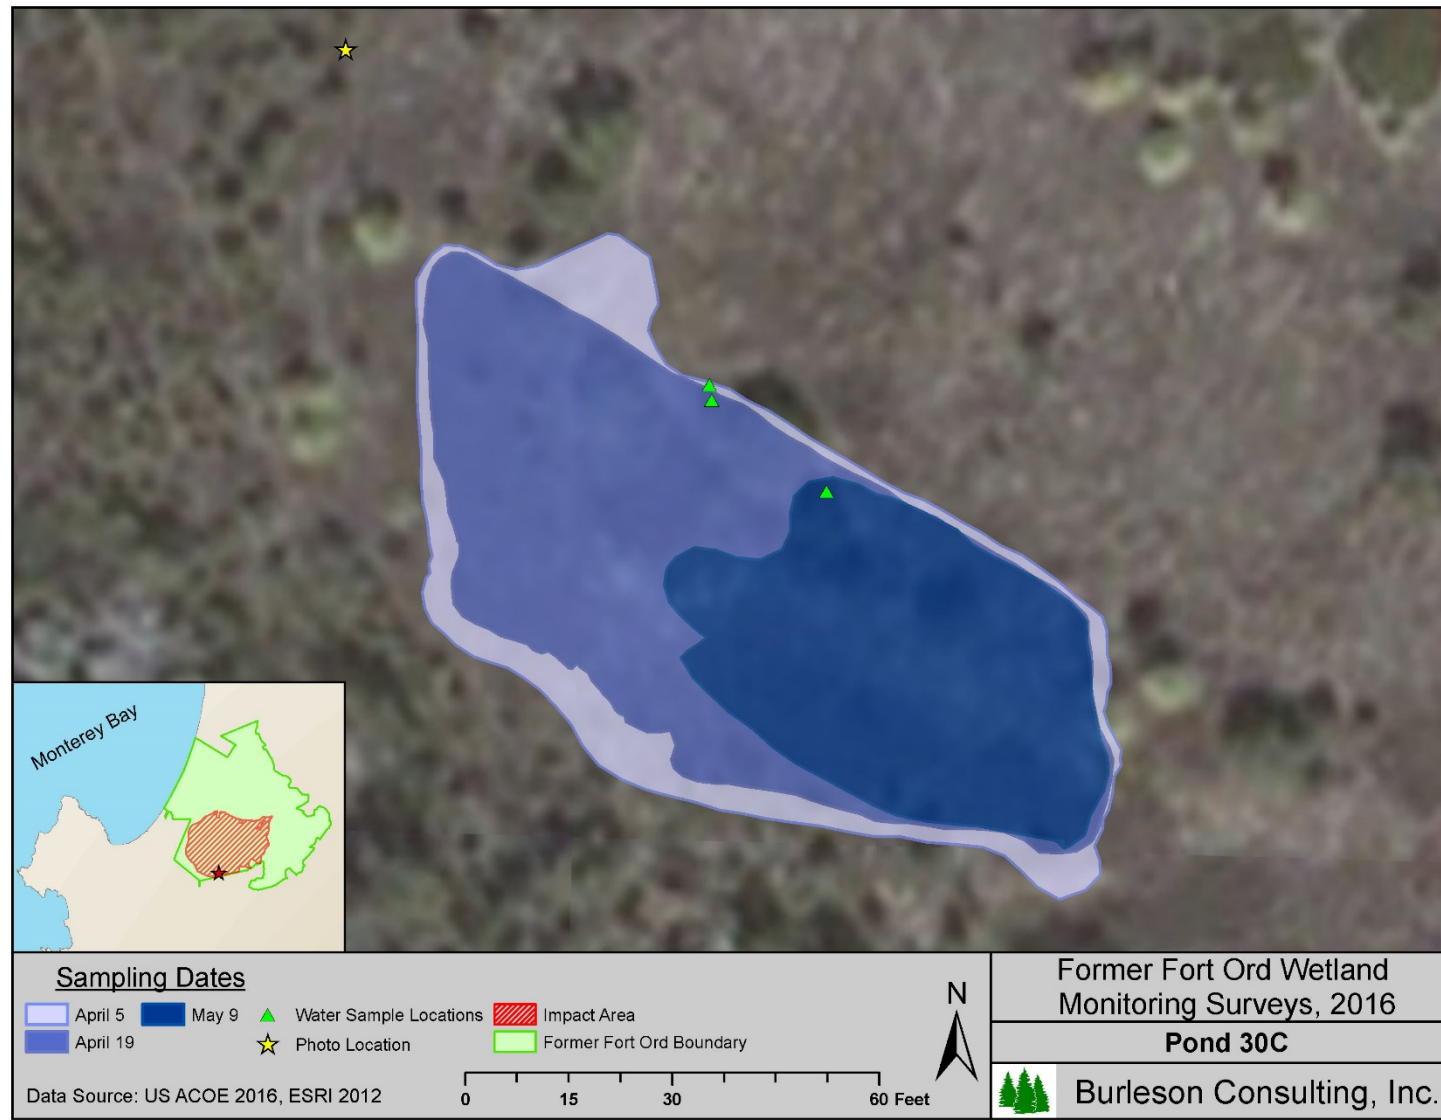 Monterey Bay
Sampling Dates
April 5
May 9
Water Sample Locations
Impact Area
April 19
Photo Location
Former Fort Ord Boundary
Data Source: US ACOE 2016, ESRI 2012
0 15 30 60 Feet
N
Former Fort Ord Wetland
Monitoring Surveys, 2016
Pond 30C
Burleson Consulting, Inc.